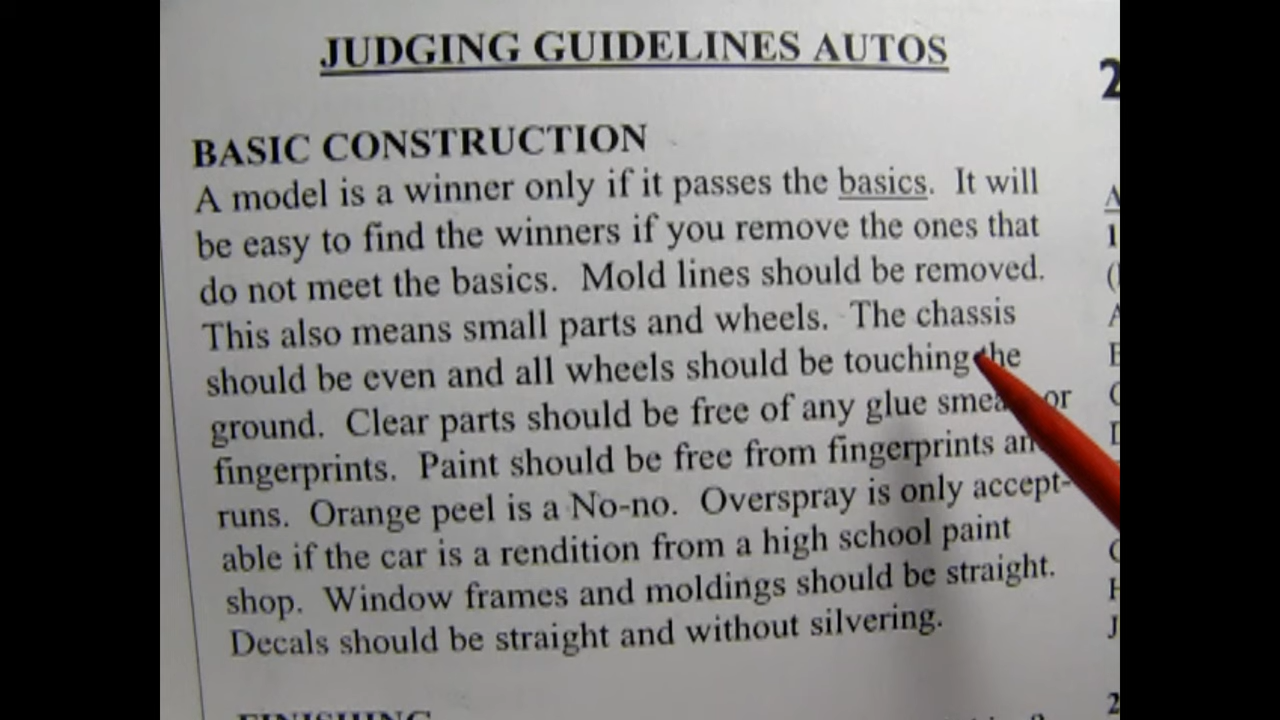 JUDGING GUIDELINES AUTOS
2
BASIC CONSTRUCTION
A model is a winner only if it passes the basics. It will
be easy to find the winners if you remove the ones that
do not meet the basics. Mold lines should be removed.
This also means small parts and wheels. The chassis
should be even and all wheels should be touching the
ground. Clear parts should be free of any glue or
fingerprints. Paint should be free from fingerprints
runs. Orange peel is a No-no. Overspray is only accept-
able if the car is a rendition from a high school paint
shop. Window frames and moldings should be straight.
Decals should be straight and without silvering.
FINISHING